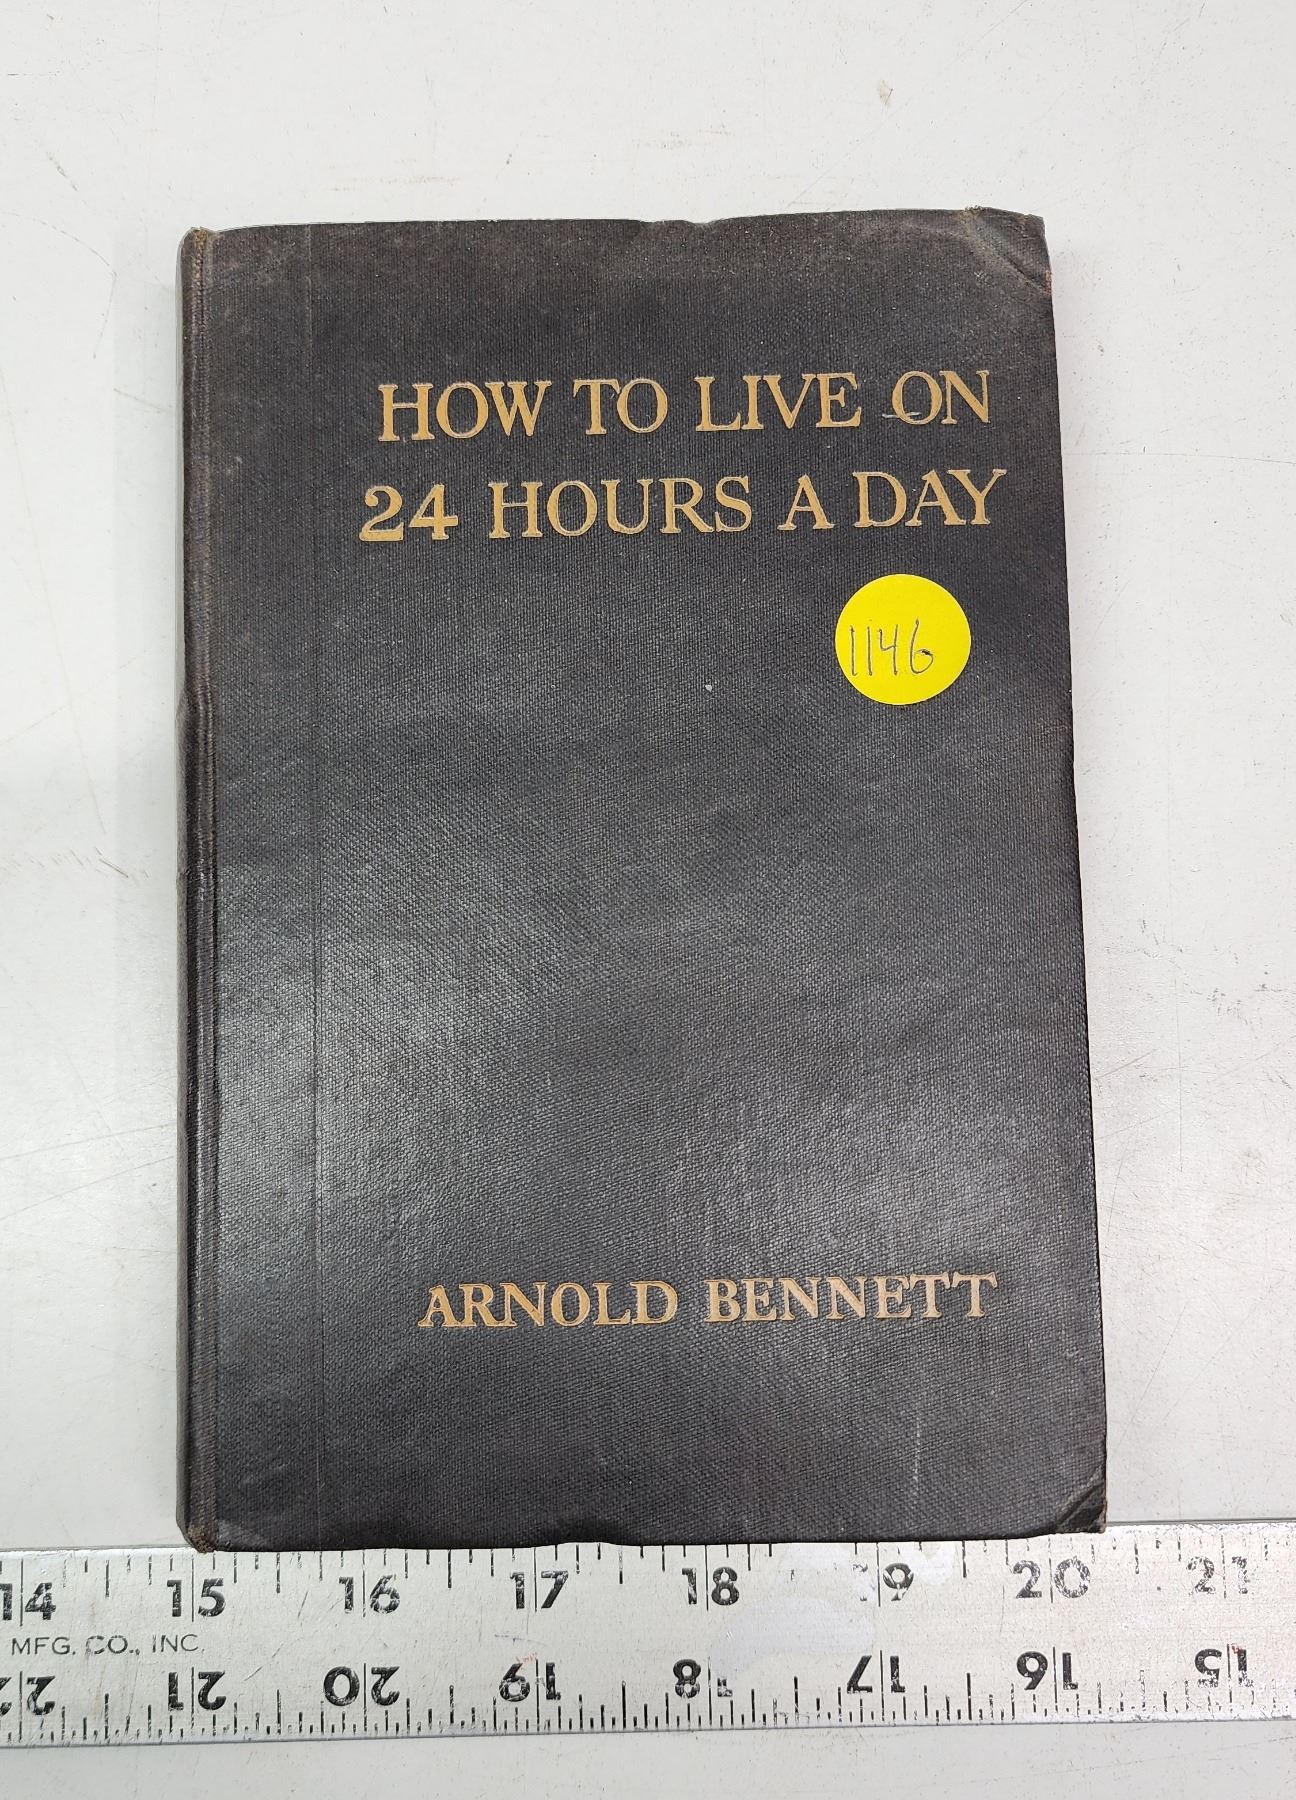 HOW TO LIVE ON
24 HOURS A DAY
1146
ARNOLD BENNETT
14 15 16 17 18 19 20 21
MFG. CO., INC.
22 21 20 19 18 17 16 15